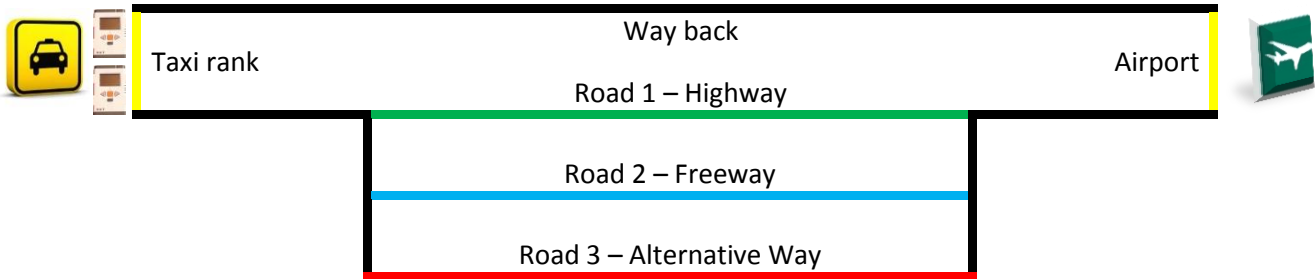 Way back
Taxi rank
Airport
Road 1 – Highway
Road 2 – Freeway
Road 3 – Alternative Way